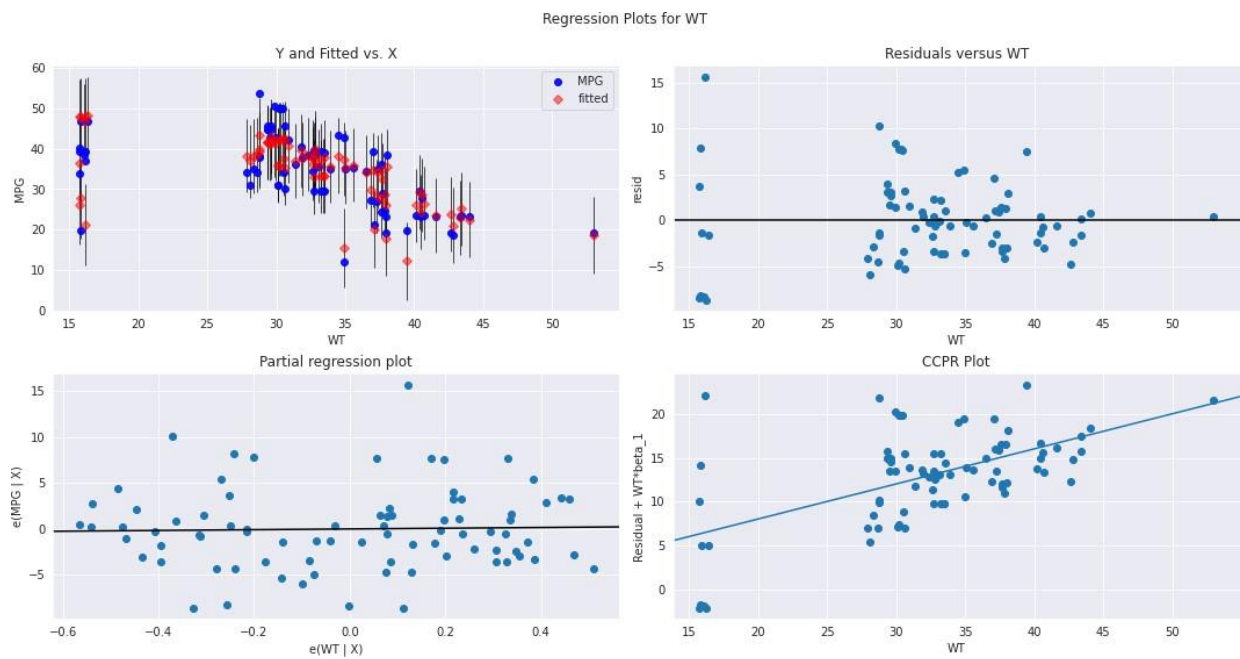 Regression Plots for WT
Y and Fitted vs. X
MPG
60
50
40
30
20
10
0
MPG
fitted
15 20 25 30 35 40 45 50
WT
Residuals versus WT
resid
15
10
5
0
−5
15 20 25 30 35 40 45 50
WT
Partial regression plot
e(MPG | X)
15
10
5
0
−5
−0.6 −0.4 −0.2 0.0 0.2 0.4
e(WT | X)
CCPR Plot
Residual + WT*beta_1
20
15
10
5
0
15 20 25 30 35 40 45 50
WT